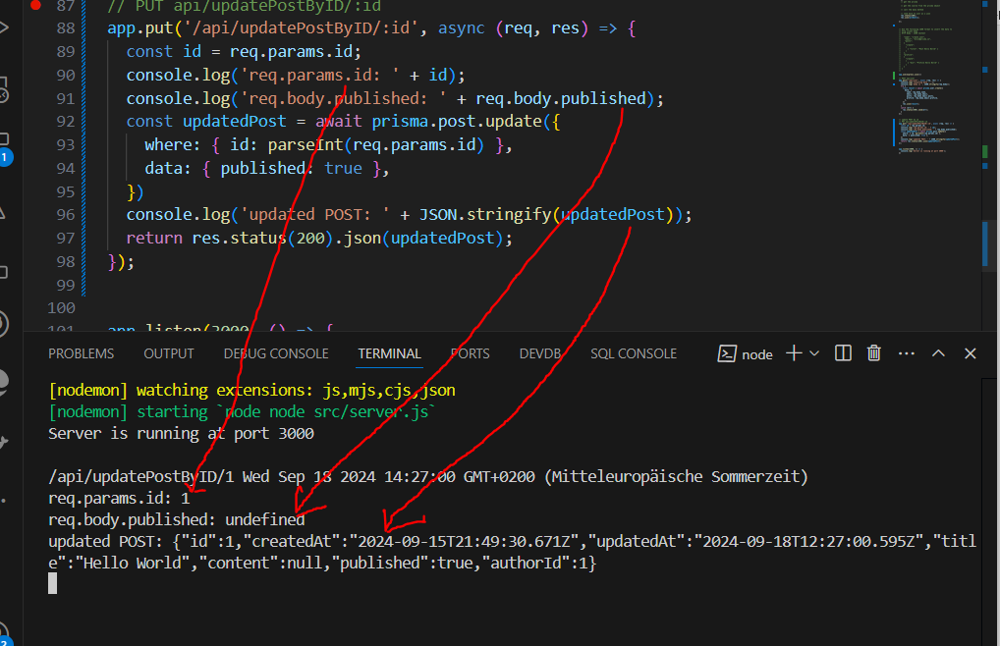 87 // PUT api/updatePostByID/:id
88 app.put('/api/updatePostByID/:id', async (req, res) => {
89 const id = req.params.id;
90 console.log('req.params.id: ' + id);
91 console.log('req.body.published: ' + req.body.published);
92 const updatedPost = await prisma.post.update({
93 where: { id: parseInt(req.params.id) },
94 data: { published: true },
95 })
96 console.log('updated POST: ' + JSON.stringify(updatedPost));
97 return res.status(200).json(updatedPost);
98 });
99
100
101 app.listen(3000, () => {
1
PROBLEMS OUTPUT DEBUG CONSOLE TERMINAL PORTS DEVDB SQL CONSOLE node
[nodemon] watching extensions: js,mjs,cjs,json
[nodemon] starting `node node src/server.js`
Server is running at port 3000
/api/updatePostByID/1 Wed Sep 18 2024 14:27:00 GMT+0200 (Mitteleuropäische Sommerzeit)
req.params.id: 1
req.body.published: undefined
updated POST: {"id":1,"createdAt":"2024-09-15T21:49:30.671Z","updatedAt":"2024-09-18T12:27:00.595Z","titl
e":"Hello World","content":null,"published":true,"authorId":1}
2